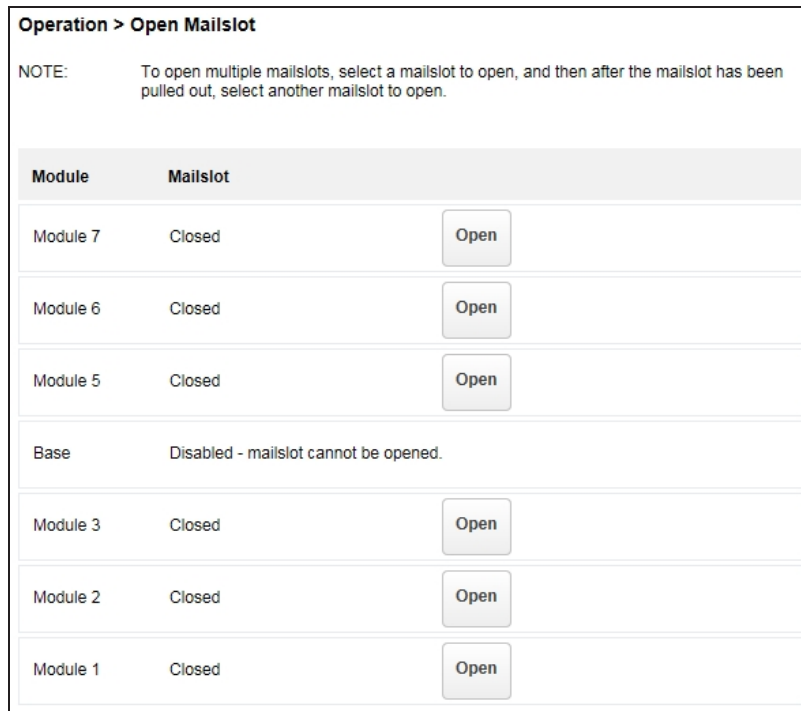 Operation > Open Mailslot
NOTE: To open multiple mailslots, select a mailslot to open, and then after the mailslot has been
pulled out, select another mailslot to open.
Module Mailslot
Module 7 Closed Open
Module 6 Closed Open
Module 5 Closed Open
Base Disabled - mailslot cannot be opened.
Module 3 Closed Open
Module 2 Closed Open
Module 1 Closed Open